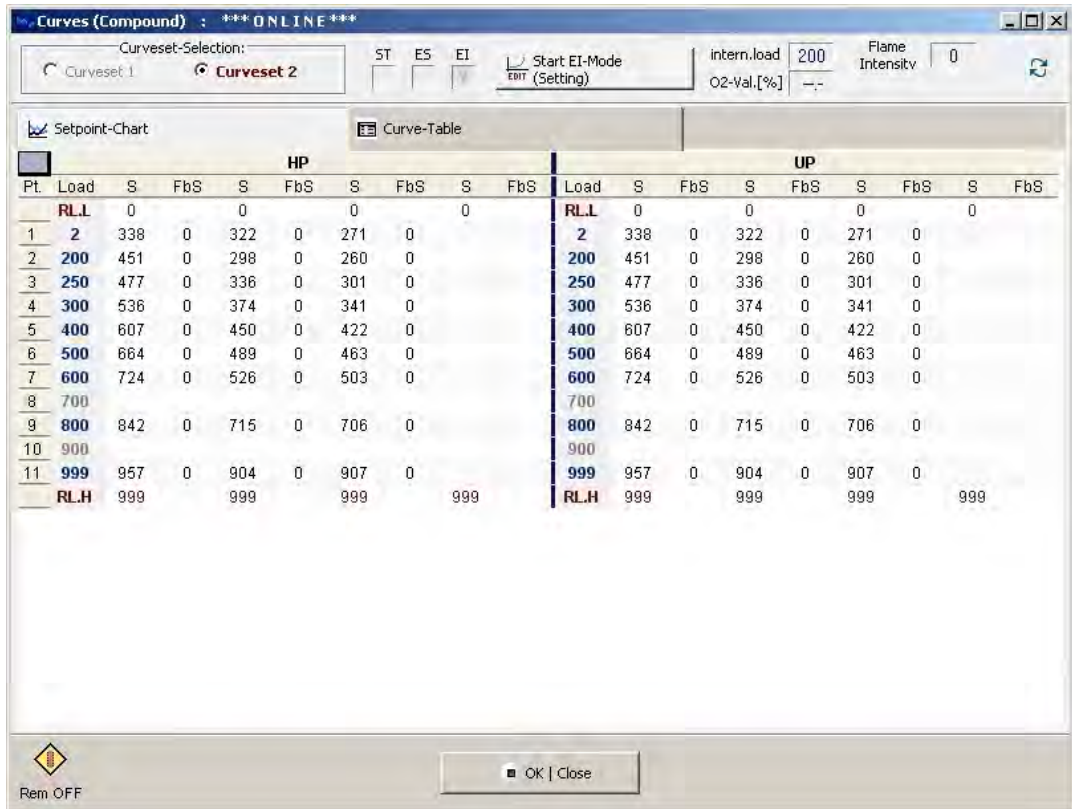 Curves (Compound) : *** O N L I N E ***
Curveset-Selection:
Curveset 1 Curveset 2
ST ES EI
V
EDIT Start EI-Mode (Setting)
intern.load 200
O2-Val.[%] --.-
Flame Intensity 0
Setpoint-Chart Curve-Table
HP UP
Pt. Load S FbS S FbS S FbS S FbS Load S FbS S FbS S FbS S FbS
RL.L 0 0 0 0 RL.L 0 0 0 0
1 2 338 0 322 0 271 0 2 338 0 322 0 271 0
2 200 451 0 298 0 260 0 200 451 0 298 0 260 0
3 250 477 0 336 0 301 0 250 477 0 336 0 301 0
4 300 536 0 374 0 341 0 300 536 0 374 0 341 0
5 400 607 0 450 0 422 0 400 607 0 450 0 422 0
6 500 664 0 489 0 463 0 500 664 0 489 0 463 0
7 600 724 0 526 0 503 0 600 724 0 526 0 503 0
8 700 700
9 800 842 0 715 0 706 0 800 842 0 715 0 706 0
10 900 900
11 999 957 0 904 0 907 0 999 957 0 904 0 907 0
RL.H 999 999 999 999 RL.H 999 999 999 999
Rem OFF
OK | Close